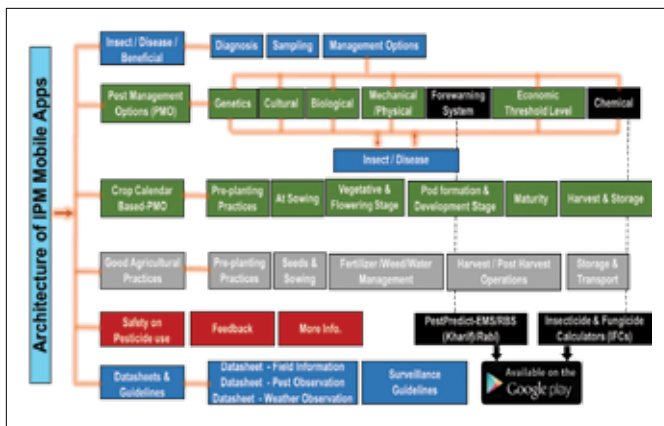 Architecture of IPM Mobile Apps
Insect / Disease /
Beneficial
Diagnosis
Sampling
Management Options
Pest Management
Options (PMO)
Genetics
Cultural
Biological
Mechanical
/Physical
Forewarning
System
Economic
Threshold Level
Chemical
Insect / Disease
Crop Calendar
Based-PMO
Pre-planting
Practices
At Sowing
Vegetative &
Flowering Stage
Pod formation &
Development Stage
Maturity
Harvest & Storage
Good Agricultural
Practices
Pre-planting
Practices
Seeds &
Sowing
Fertilizer /Weed/Water
Management
Harvest / Post Harvest
Operations
Storage &
Transport
Safety on
Pesticide use
Feedback
More Info.
PestPredict-EMS/RBS
(Kharif/Rabi)
Insecticide & Fungicide
Calculators (IFCs)
Datasheets &
Guidelines
Datasheet - Field Information
Datasheet - Pest Observation
Datasheet - Weather Observation
Surveillance
Guidelines
Available on the
Google play